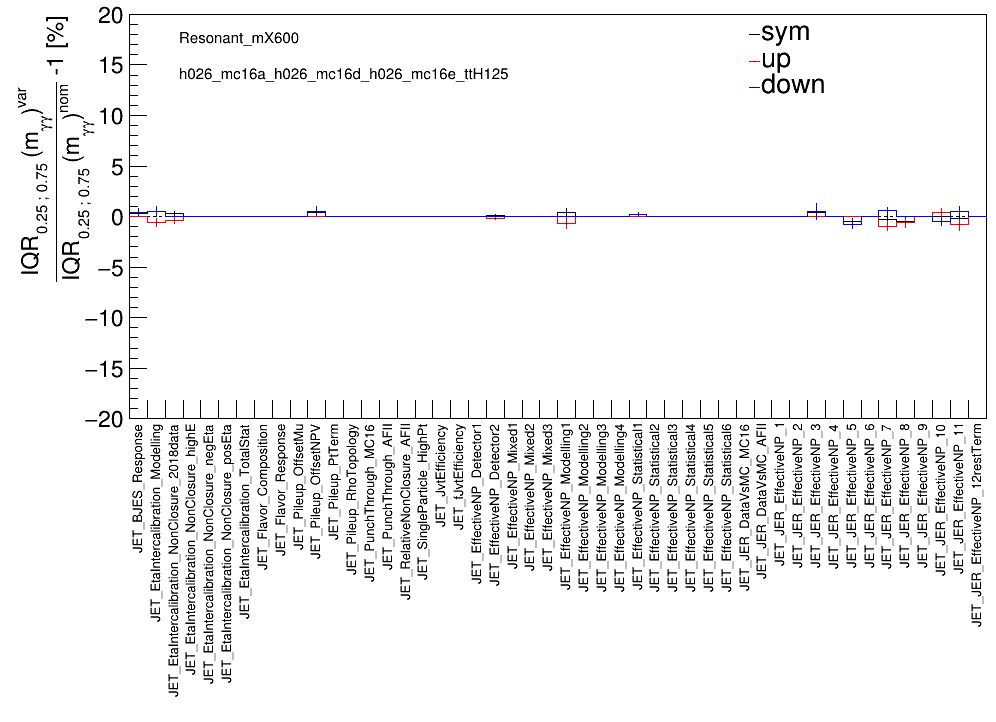 IQR0.25 ; 0.75 (mγγ)var
IQR0.25 ; 0.75 (mγγ)nom
-1 [%]
20
15
10
5
0
−5
−10
−15
−20
Resonant_mX600
h026_mc16a_h026_mc16d_h026_mc16e_ttH125
sym
up
down
JET_BJES_Response
JET_EtaIntercalibration_Modelling
JET_EtaIntercalibration_NonClosure_2018data
JET_EtaIntercalibration_NonClosure_highE
JET_EtaIntercalibration_NonClosure_negEta
JET_EtaIntercalibration_NonClosure_posEta
JET_EtaIntercalibration_TotalStat
JET_Flavor_Composition
JET_Flavor_Response
JET_Pileup_OffsetMu
JET_Pileup_OffsetNPV
JET_Pileup_PtTerm
JET_Pileup_RhoTopology
JET_PunchThrough_MC16
JET_PunchThrough_AFII
JET_RelativeNonClosure_AFII
JET_SingleParticle_HighPt
JET_JvtEfficiency
JET_fJvtEfficiency
JET_EffectiveNP_Detector1
JET_EffectiveNP_Detector2
JET_EffectiveNP_Mixed1
JET_EffectiveNP_Mixed2
JET_EffectiveNP_Mixed3
JET_EffectiveNP_Modelling1
JET_EffectiveNP_Modelling2
JET_EffectiveNP_Modelling3
JET_EffectiveNP_Modelling4
JET_EffectiveNP_Statistical1
JET_EffectiveNP_Statistical2
JET_EffectiveNP_Statistical3
JET_EffectiveNP_Statistical4
JET_EffectiveNP_Statistical5
JET_EffectiveNP_Statistical6
JET_JER_DataVsMC_MC16
JET_JER_DataVsMC_AFII
JET_JER_EffectiveNP_1
JET_JER_EffectiveNP_2
JET_JER_EffectiveNP_3
JET_JER_EffectiveNP_4
JET_JER_EffectiveNP_5
JET_JER_EffectiveNP_6
JET_JER_EffectiveNP_7
JET_JER_EffectiveNP_8
JET_JER_EffectiveNP_9
JET_JER_EffectiveNP_10
JET_JER_EffectiveNP_11
JET_JER_EffectiveNP_12restTerm